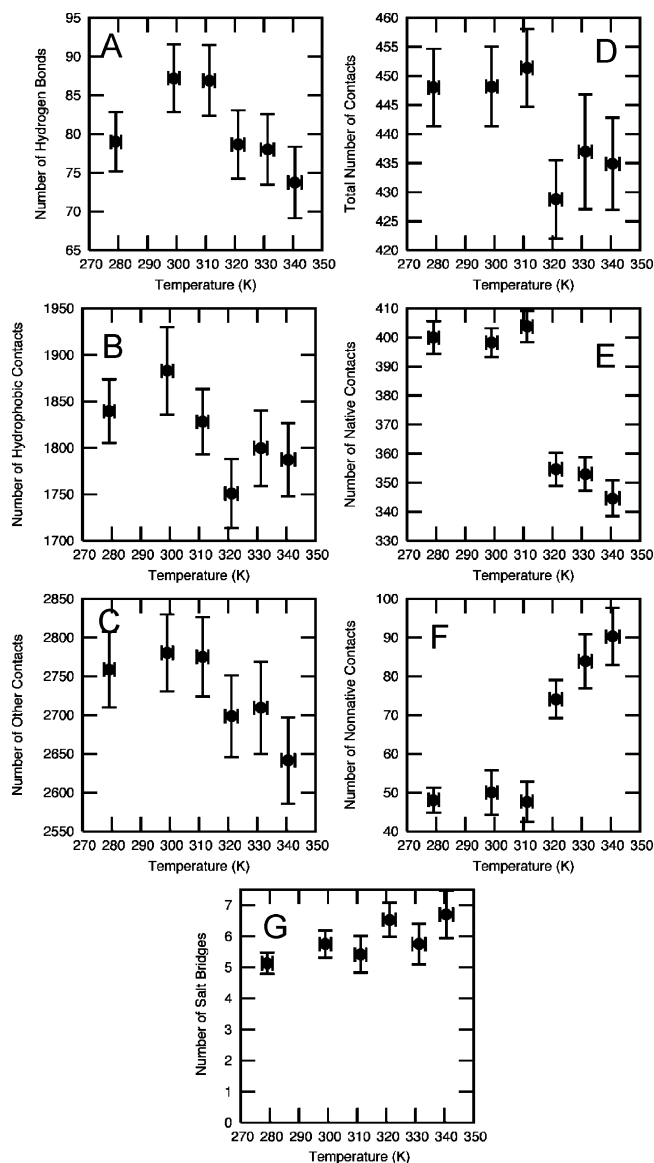 A
Number of Hydrogen Bonds
95
90
85
80
75
70
65
270 280 290 300 310 320 330 340 350
Temperature (K)
D
Total Number of Contacts
460
455
450
445
440
435
430
425
420
270 280 290 300 310 320 330 340 350
Temperature (K)
B
Number of Hydrophobic Contacts
1950
1900
1850
1800
1750
1700
270 280 290 300 310 320 330 340 350
Temperature (K)
E
Number of Native Contacts
410
400
390
380
370
360
350
340
330
270 280 290 300 310 320 330 340 350
Temperature (K)
C
Number of Other Contacts
2850
2800
2750
2700
2650
2600
2550
270 280 290 300 310 320 330 340 350
Temperature (K)
F
Number of Nonnative Contacts
100
90
80
70
60
50
40
270 280 290 300 310 320 330 340 350
Temperature (K)
G
Number of Salt Bridges
7
6
5
4
3
2
1
0
270 280 290 300 310 320 330 340 350
Temperature (K)